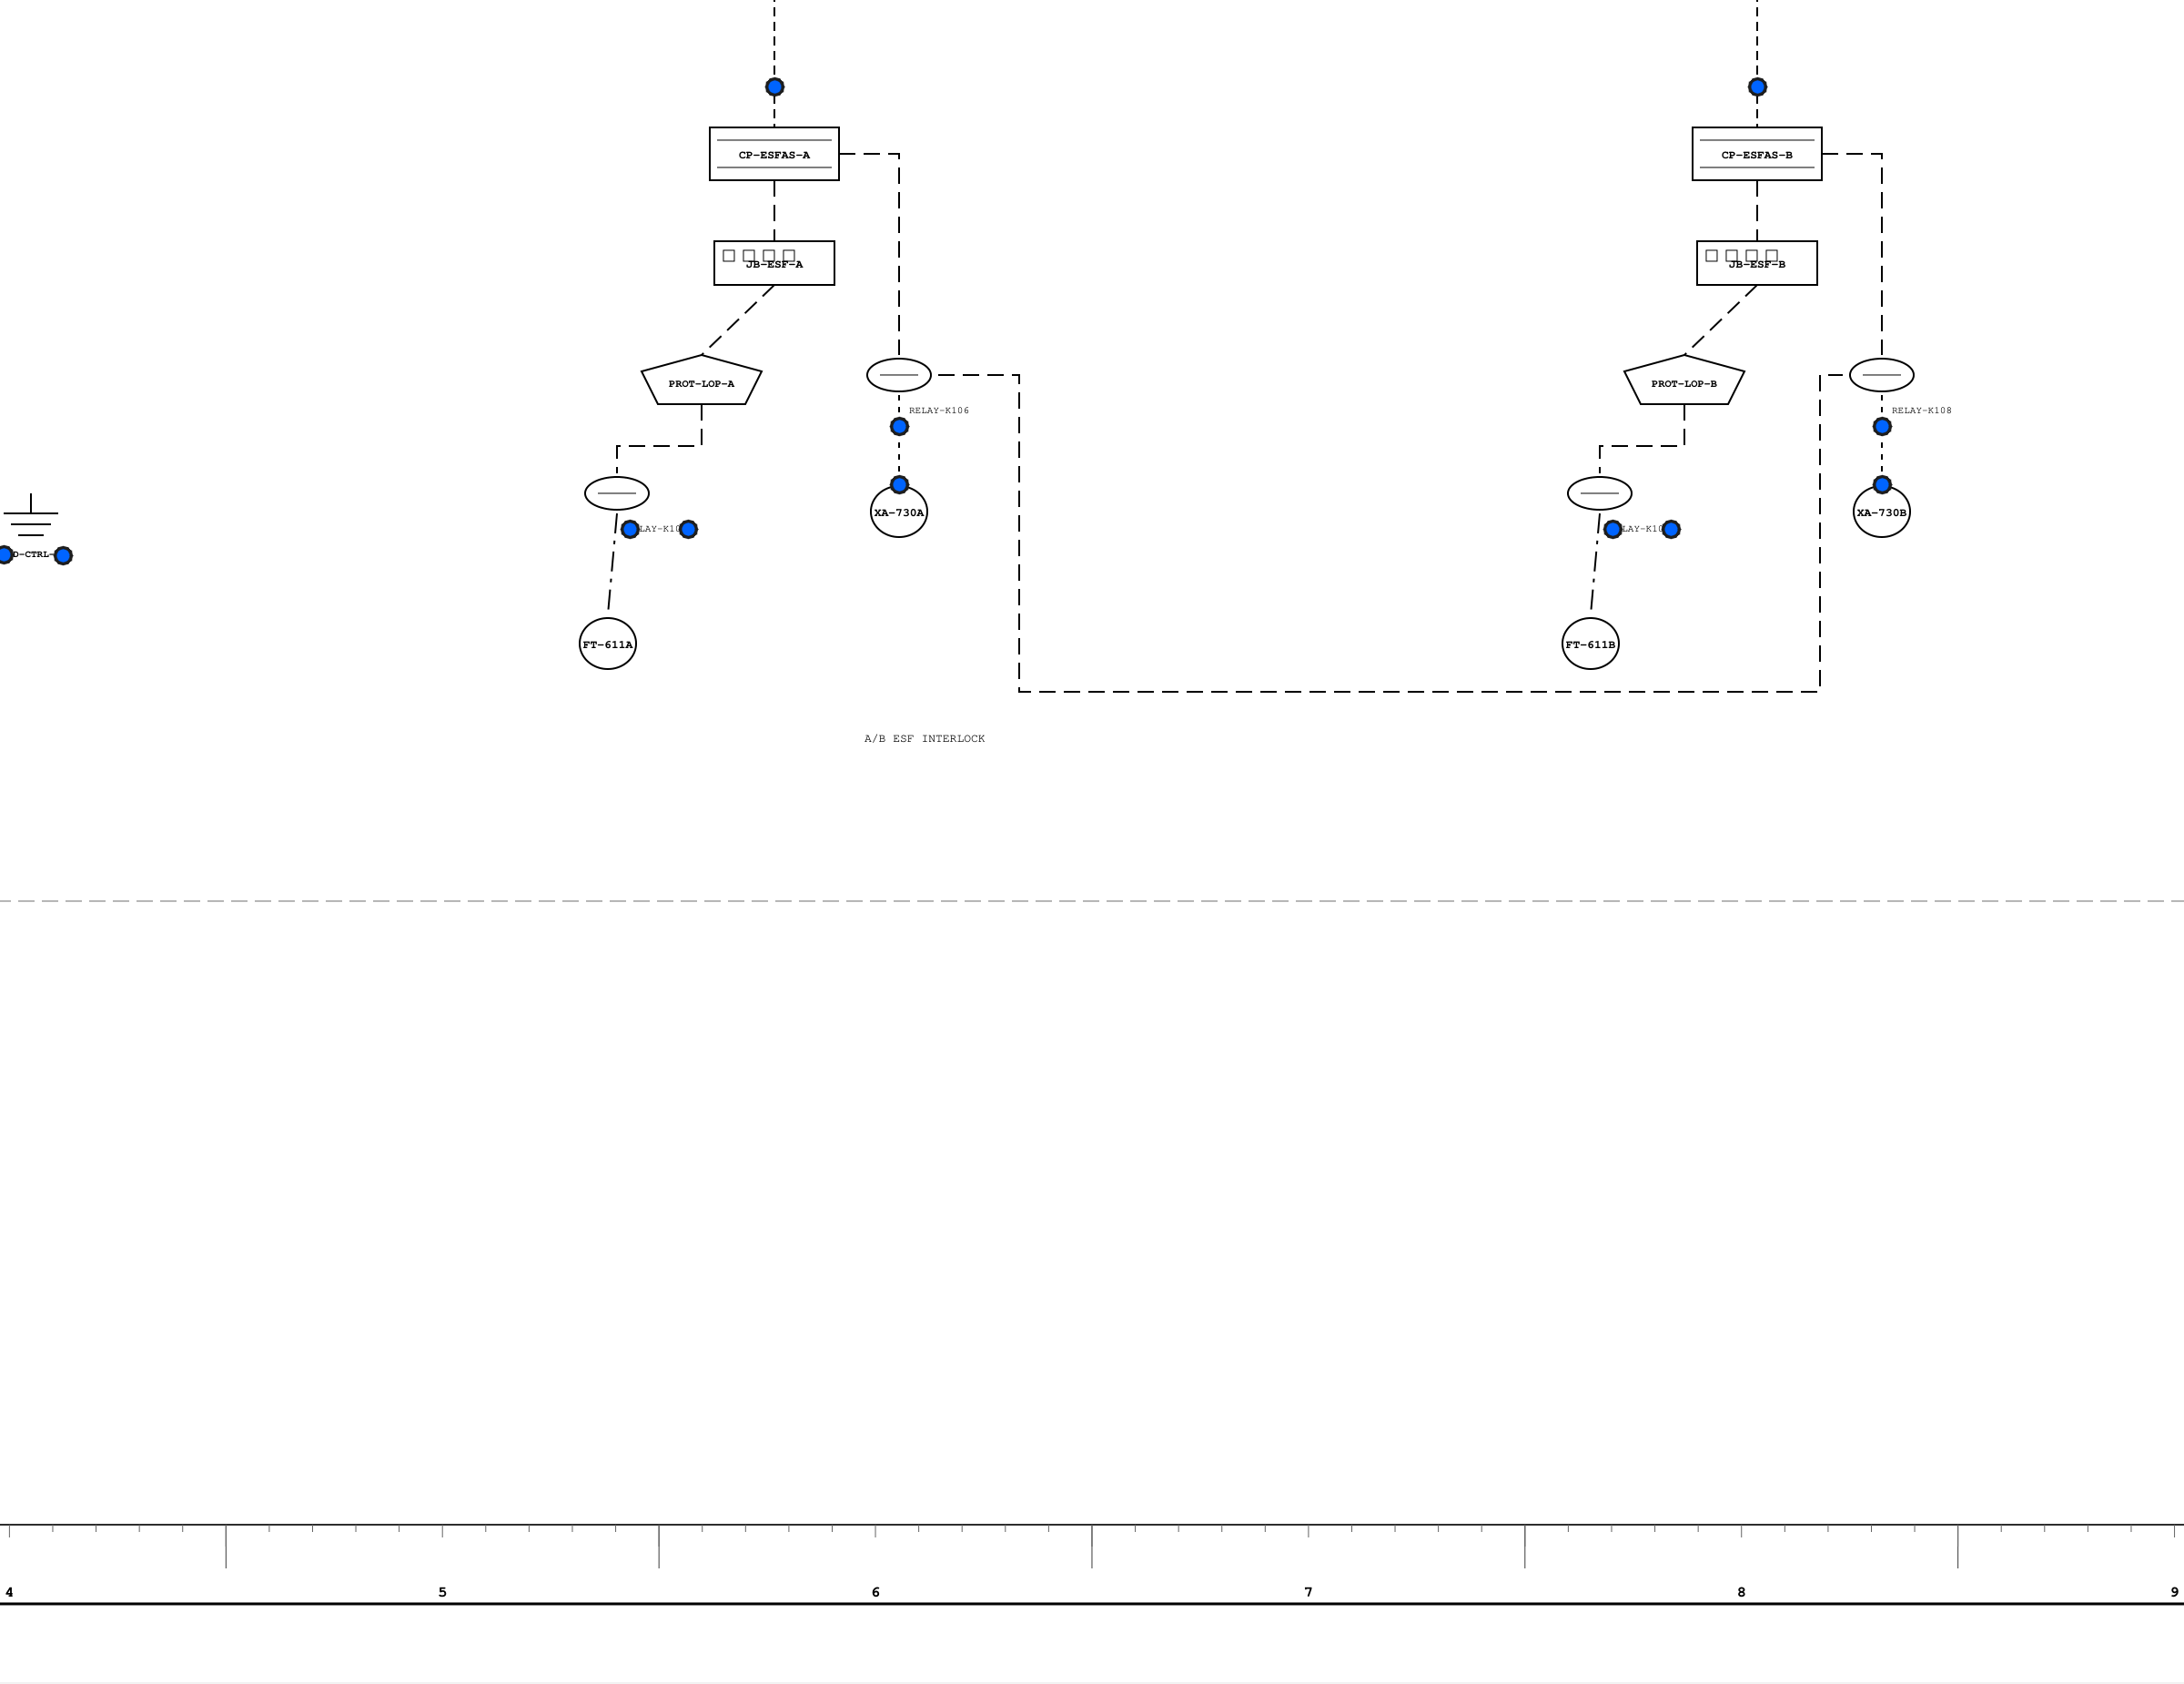 CP-ESFAS-A
CP-ESFAS-B
JB-ESF-A
JB-ESF-B
PROT-LOP-A
PROT-LOP-B
RELAY-K106
RELAY-K108
XA-730A
XA-730B
FT-611A
FT-611B
A/B ESF INTERLOCK
4 5 6 7 8 9